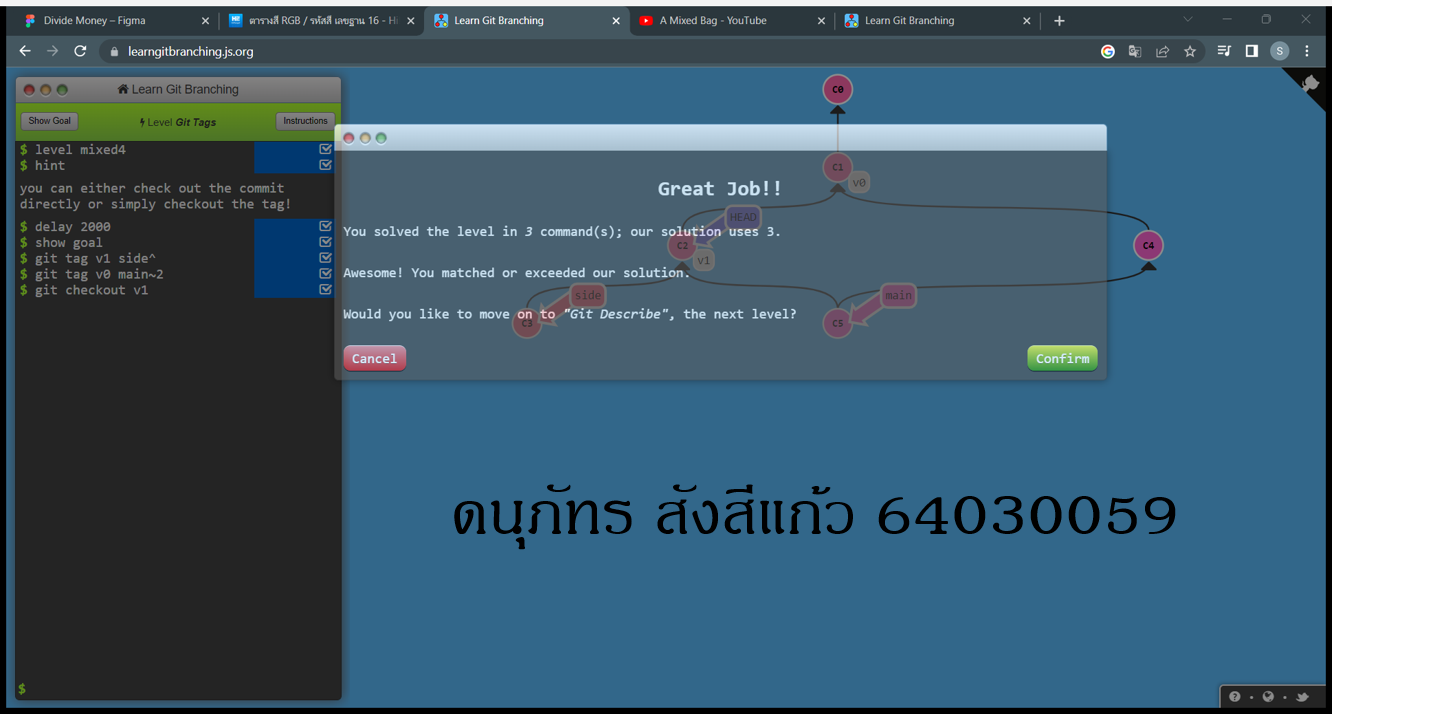 Divide Money – Figma
ตารางสี RGB / รหัสสี เลขฐาน 16 - Hi
Learn Git Branching
A Mixed Bag - YouTube
Learn Git Branching
learngitbranching.js.org
S
Learn Git Branching
Show Goal
Level Git Tags
Instructions
$ level mixed4
$ hint
you can either check out the commit
directly or simply checkout the tag!
$ delay 2000
$ show goal
$ git tag v1 side^
$ git tag v0 main~2
$ git checkout v1
$
C0
C1
v0
HEAD
C2
v1
C4
side
C3
main
C5
Great Job!!
You solved the level in 3 command(s); our solution uses 3.
Awesome! You matched or exceeded our solution.
Would you like to move on to "Git Describe", the next level?
Cancel
Confirm
ดนุภัทร สังสีแก้ว 64030059